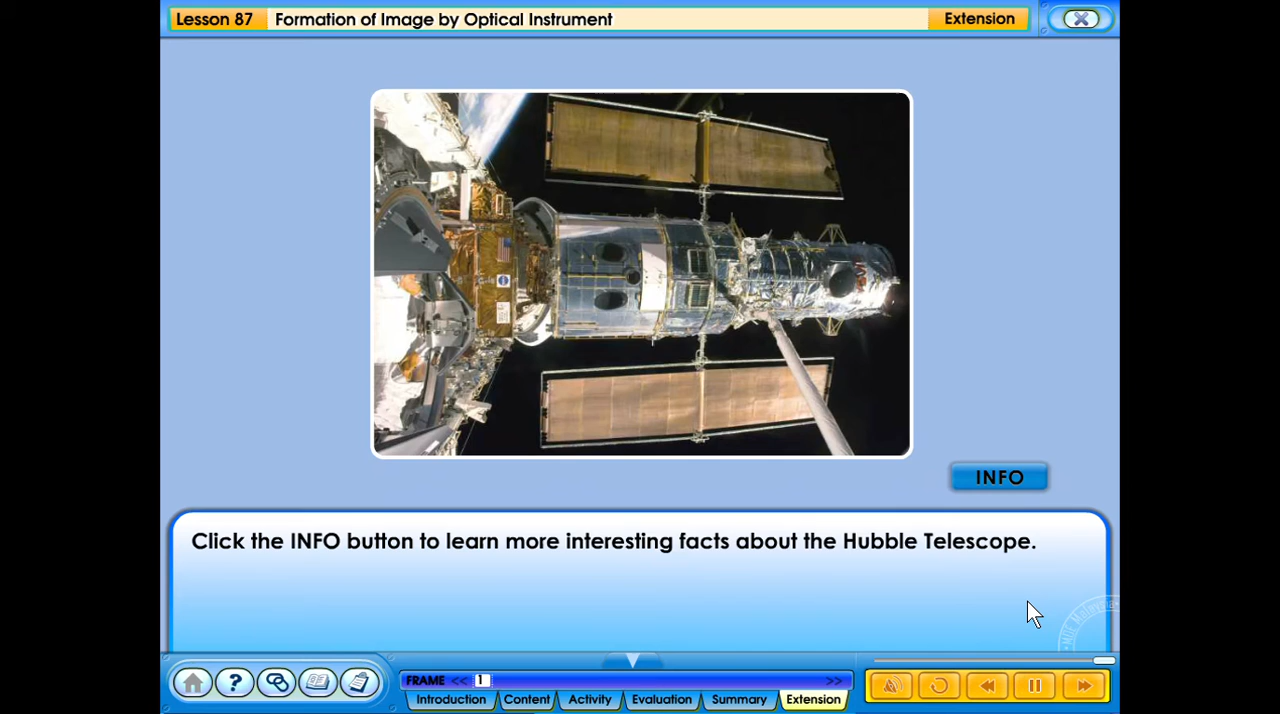 Lesson 87 Formation of Image by Optical Instrument Extension
INFO
Click the INFO button to learn more interesting facts about the Hubble Telescope.
FRAME << 1 >>
Introduction Content Activity Evaluation Summary Extension